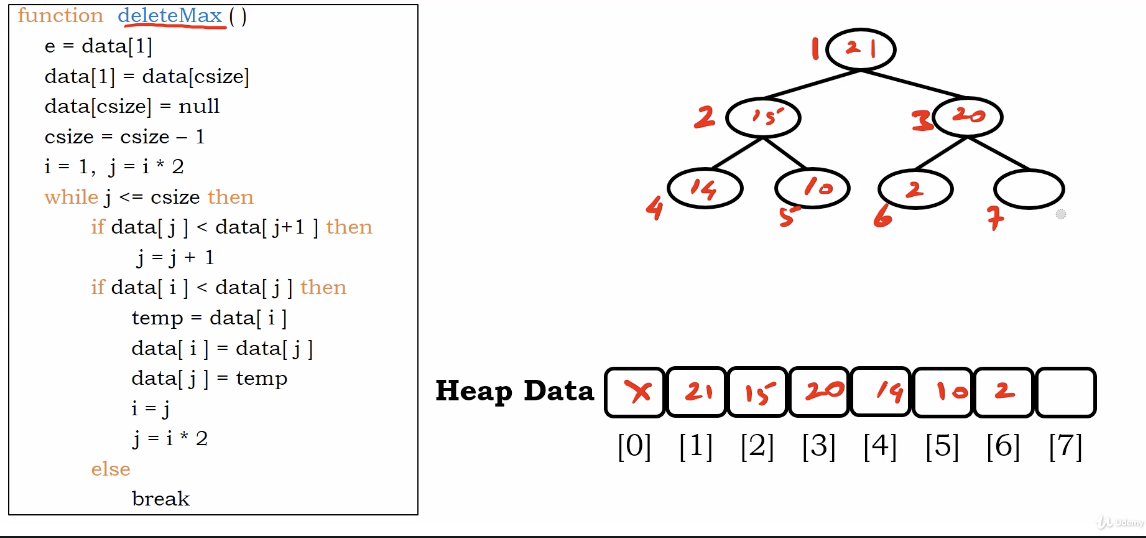 function deleteMax ( )
e = data[1]
data[1] = data[csize]
data[csize] = null
csize = csize – 1
i = 1, j = i * 2
while j <= csize then
if data[ j ] < data[ j+1 ] then
j = j + 1
if data[ i ] < data[ j ] then
temp = data[ i ]
data[ i ] = data[ j ]
data[ j ] = temp
i = j
j = i * 2
else
break
1 21
2 15 3 20
14 10 2
4 5 6 7
Heap Data X 21 15 20 14 10 2
[0] [1] [2] [3] [4] [5] [6] [7]
Udemy